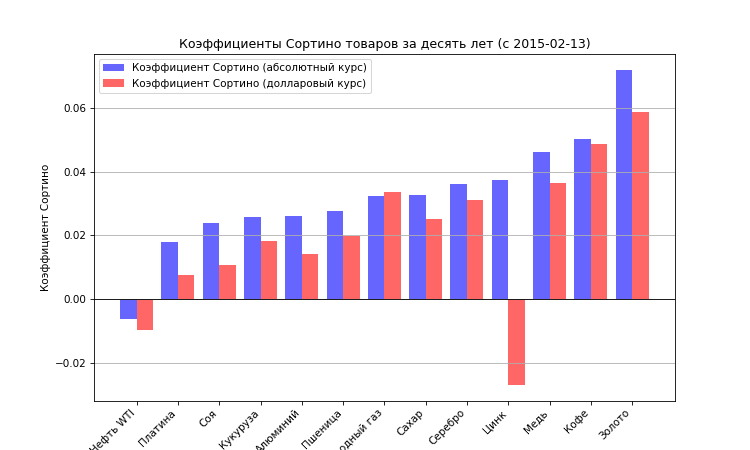 Коэффициенты Сортино товаров за десять лет (с 2015-02-13)
Коэффициент Сортино (абсолютный курс)
Коэффициент Сортино (долларовый курс)
Коэффициент Сортино
0.06
0.04
0.02
0.00
−0.02
Нефть WTI
Платина
Соя
Кукуруза
Алюминий
Пшеница
газ
Сахар
Серебро
Цинк
Медь
Кофе
Золото